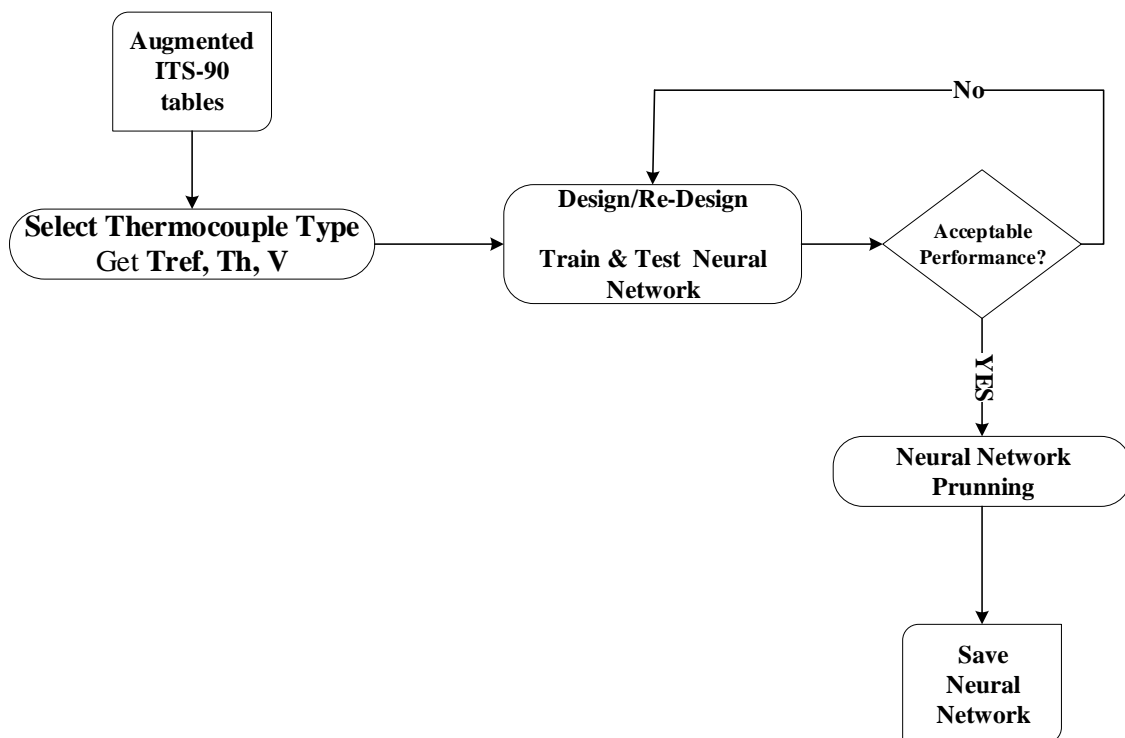 Augmented
ITS-90
tables
Select Thermocouple Type
Get Tref, Th, V
Design/Re-Design
Train & Test Neural
Network
No
Acceptable
Performance?
YES
Neural Network
Prunning
Save
Neural
Network